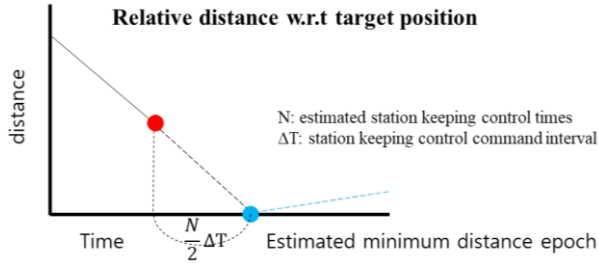 Relative distance w.r.t target position
distance
N: estimated station keeping control times
ΔT: station keeping control command interval
Time
N/2 ΔT
Estimated minimum distance epoch